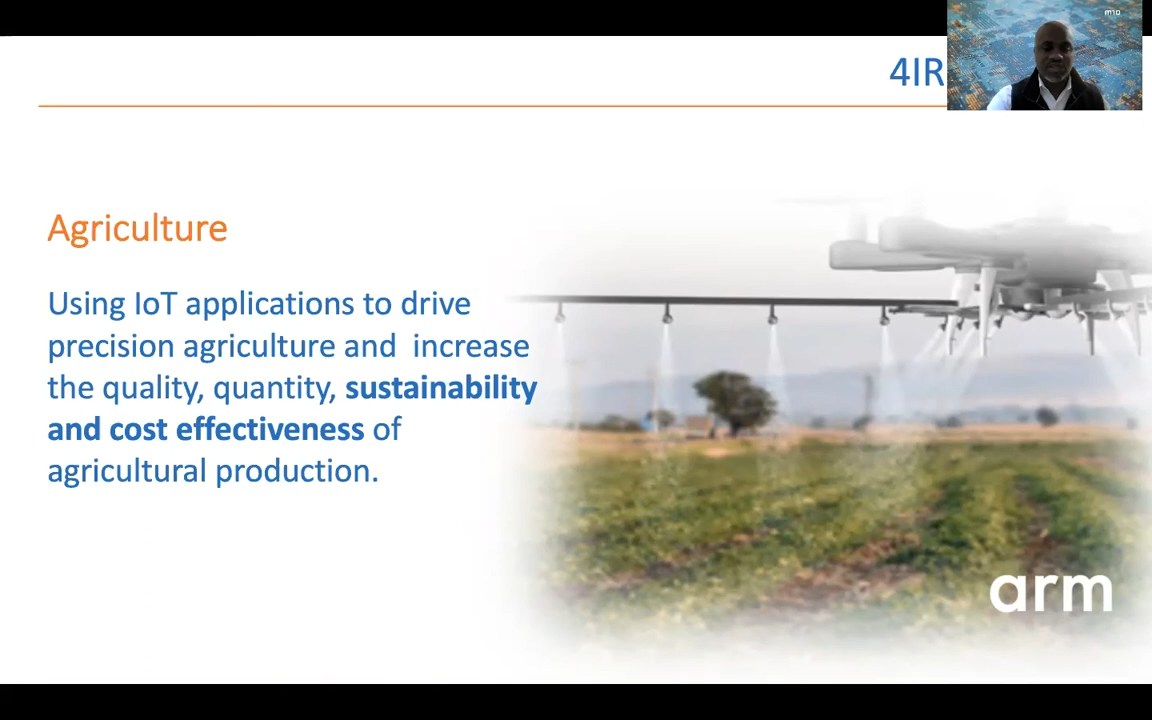 4IR
Agriculture
Using IoT applications to drive
precision agriculture and  increase
the quality, quantity, sustainability
and cost effectiveness of
agricultural production.
arm